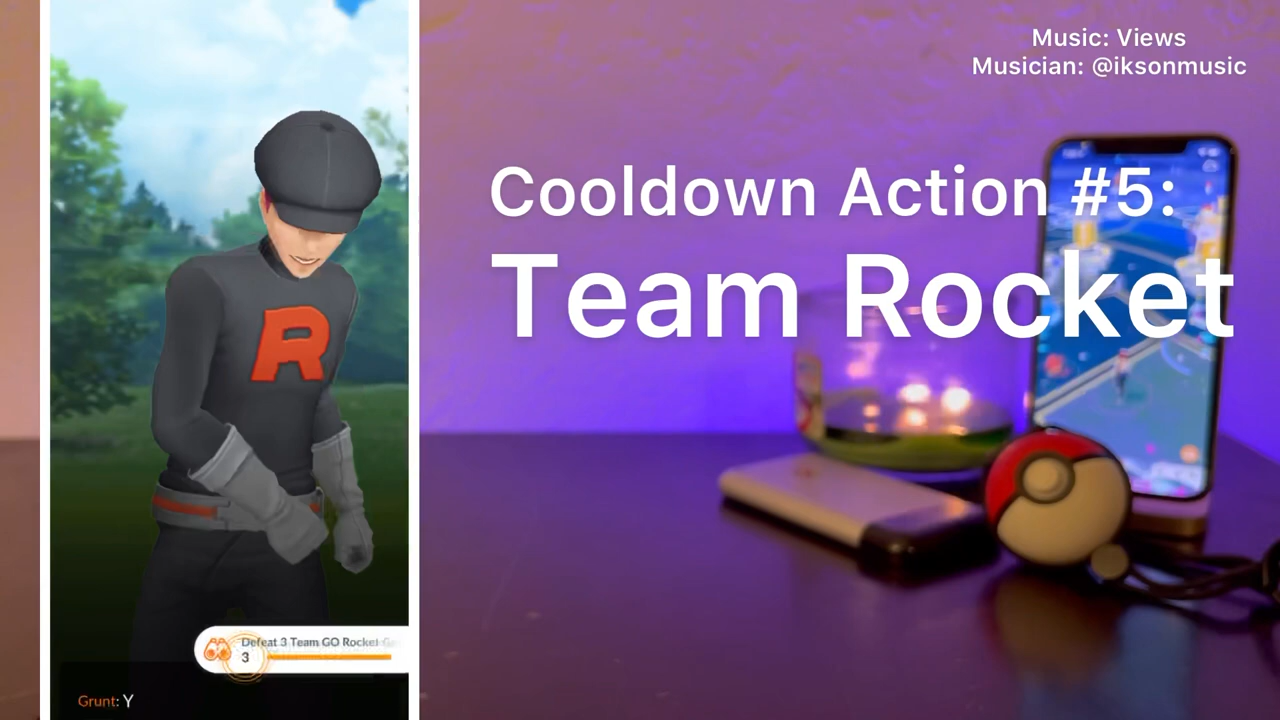 Music: Views
Musician: @iksonmusic
Cooldown Action #5:
Team Rocket
R
Defeat 3 Team GO Rocket
3
Grunt: Y